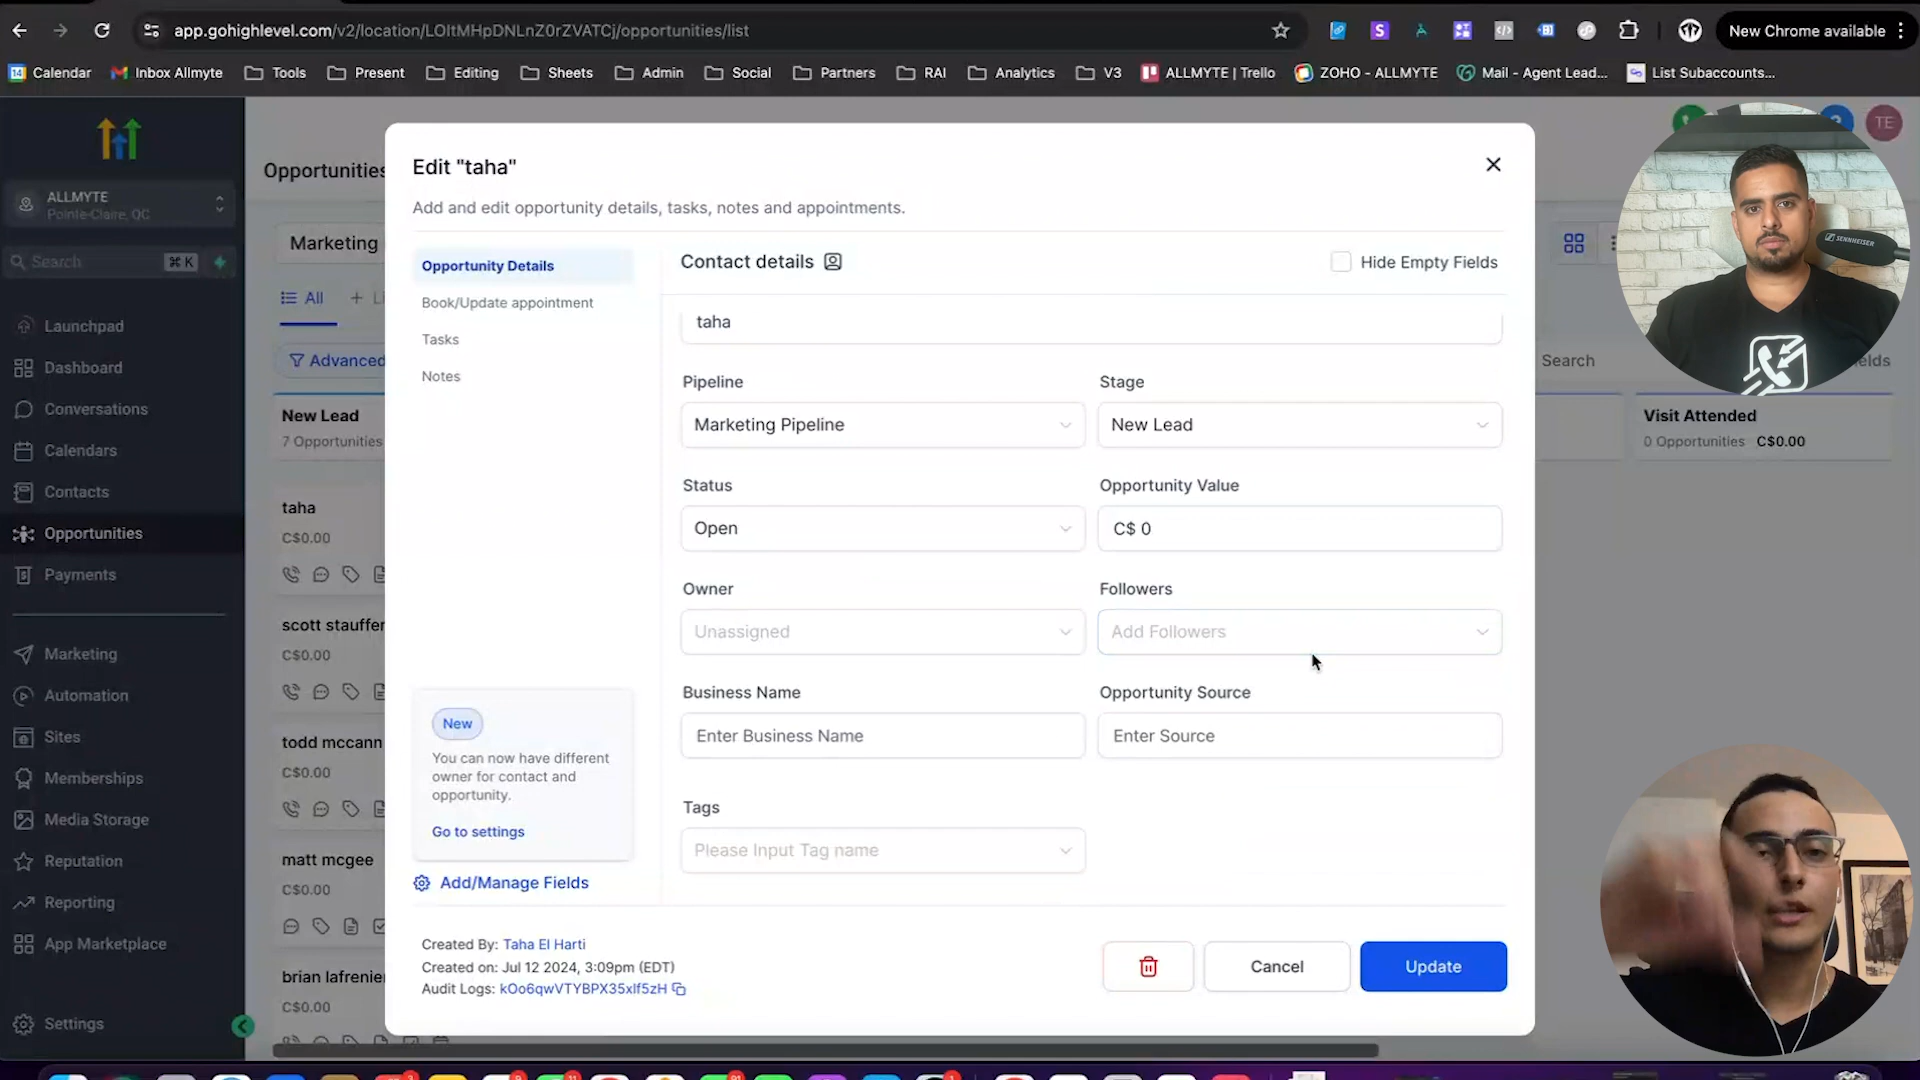 app.gohighlevel.com/v2/location/LOltMHpDNLnZ0rZVATCj/opportunities/list
New Chrome available
Calendar
Inbox Allmyte
Tools
Present
Editing
Sheets
Admin
Social
Partners
RAI
Analytics
V3
ALLMYTE | Trello
ZOHO - ALLMYTE
Mail - Agent Lead...
List Subaccounts...
ALLMYTE
Pointe-Claire, QC
Search
⌘ K
Launchpad
Dashboard
Conversations
Calendars
Contacts
Opportunities
Payments
Marketing
Automation
Sites
Memberships
Media Storage
Reputation
Reporting
App Marketplace
Settings
Opportunities
Marketing
All
Advanced
New Lead
7 Opportunities
taha
C$0.00
scott stauffer
C$0.00
todd mccann
C$0.00
matt mcgee
C$0.00
brian lafrenier
C$0.00
Edit "taha"
Add and edit opportunity details, tasks, notes and appointments.
Opportunity Details
Book/Update appointment
Tasks
Notes
New
You can now have different
owner for contact and
opportunity.
Go to settings
Add/Manage Fields
Contact details
Hide Empty Fields
taha
Pipeline
Stage
Marketing Pipeline
New Lead
Status
Opportunity Value
Open
C$ 0
Owner
Followers
Unassigned
Add Followers
Business Name
Opportunity Source
Enter Business Name
Enter Source
Tags
Please Input Tag name
Created By: Taha El Harti
Created on: Jul 12 2024, 3:09pm (EDT)
Audit Logs: kOo6qwVTYBPX35xlf5zH
Cancel
Update
TE
SENNHEISER
Search
Visit Attended
0 Opportunities C$0.00